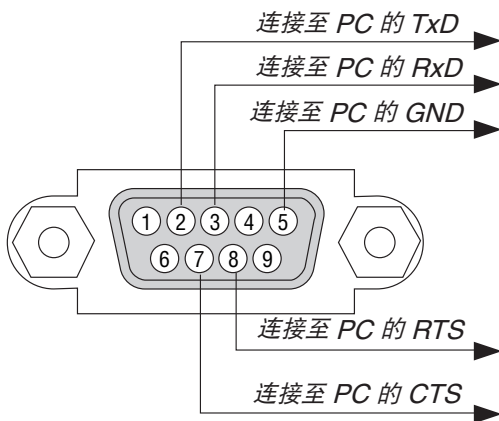 连接至 PC 的 TxD
连接至 PC 的 RxD
连接至 PC 的 GND
1 2 3 4 5
6 7 8 9
连接至 PC 的 RTS
连接至 PC 的 CTS